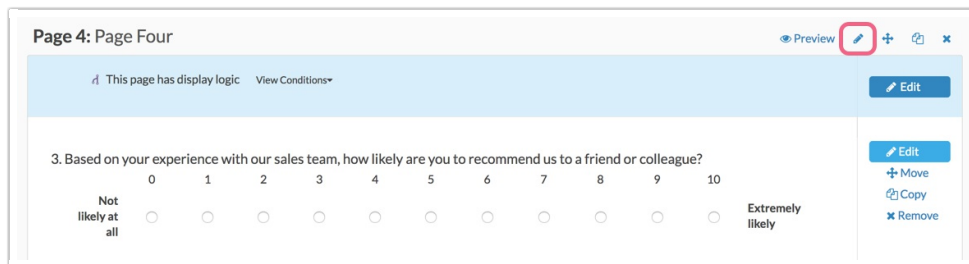 Page 4: Page Four
Preview
This page has display logic View Conditions
Edit
3. Based on your experience with our sales team, how likely are you to recommend us to a friend or colleague?
Edit
Move
Copy
Remove
0 1 2 3 4 5 6 7 8 9 10
Not
likely at
all
Extremely
likely